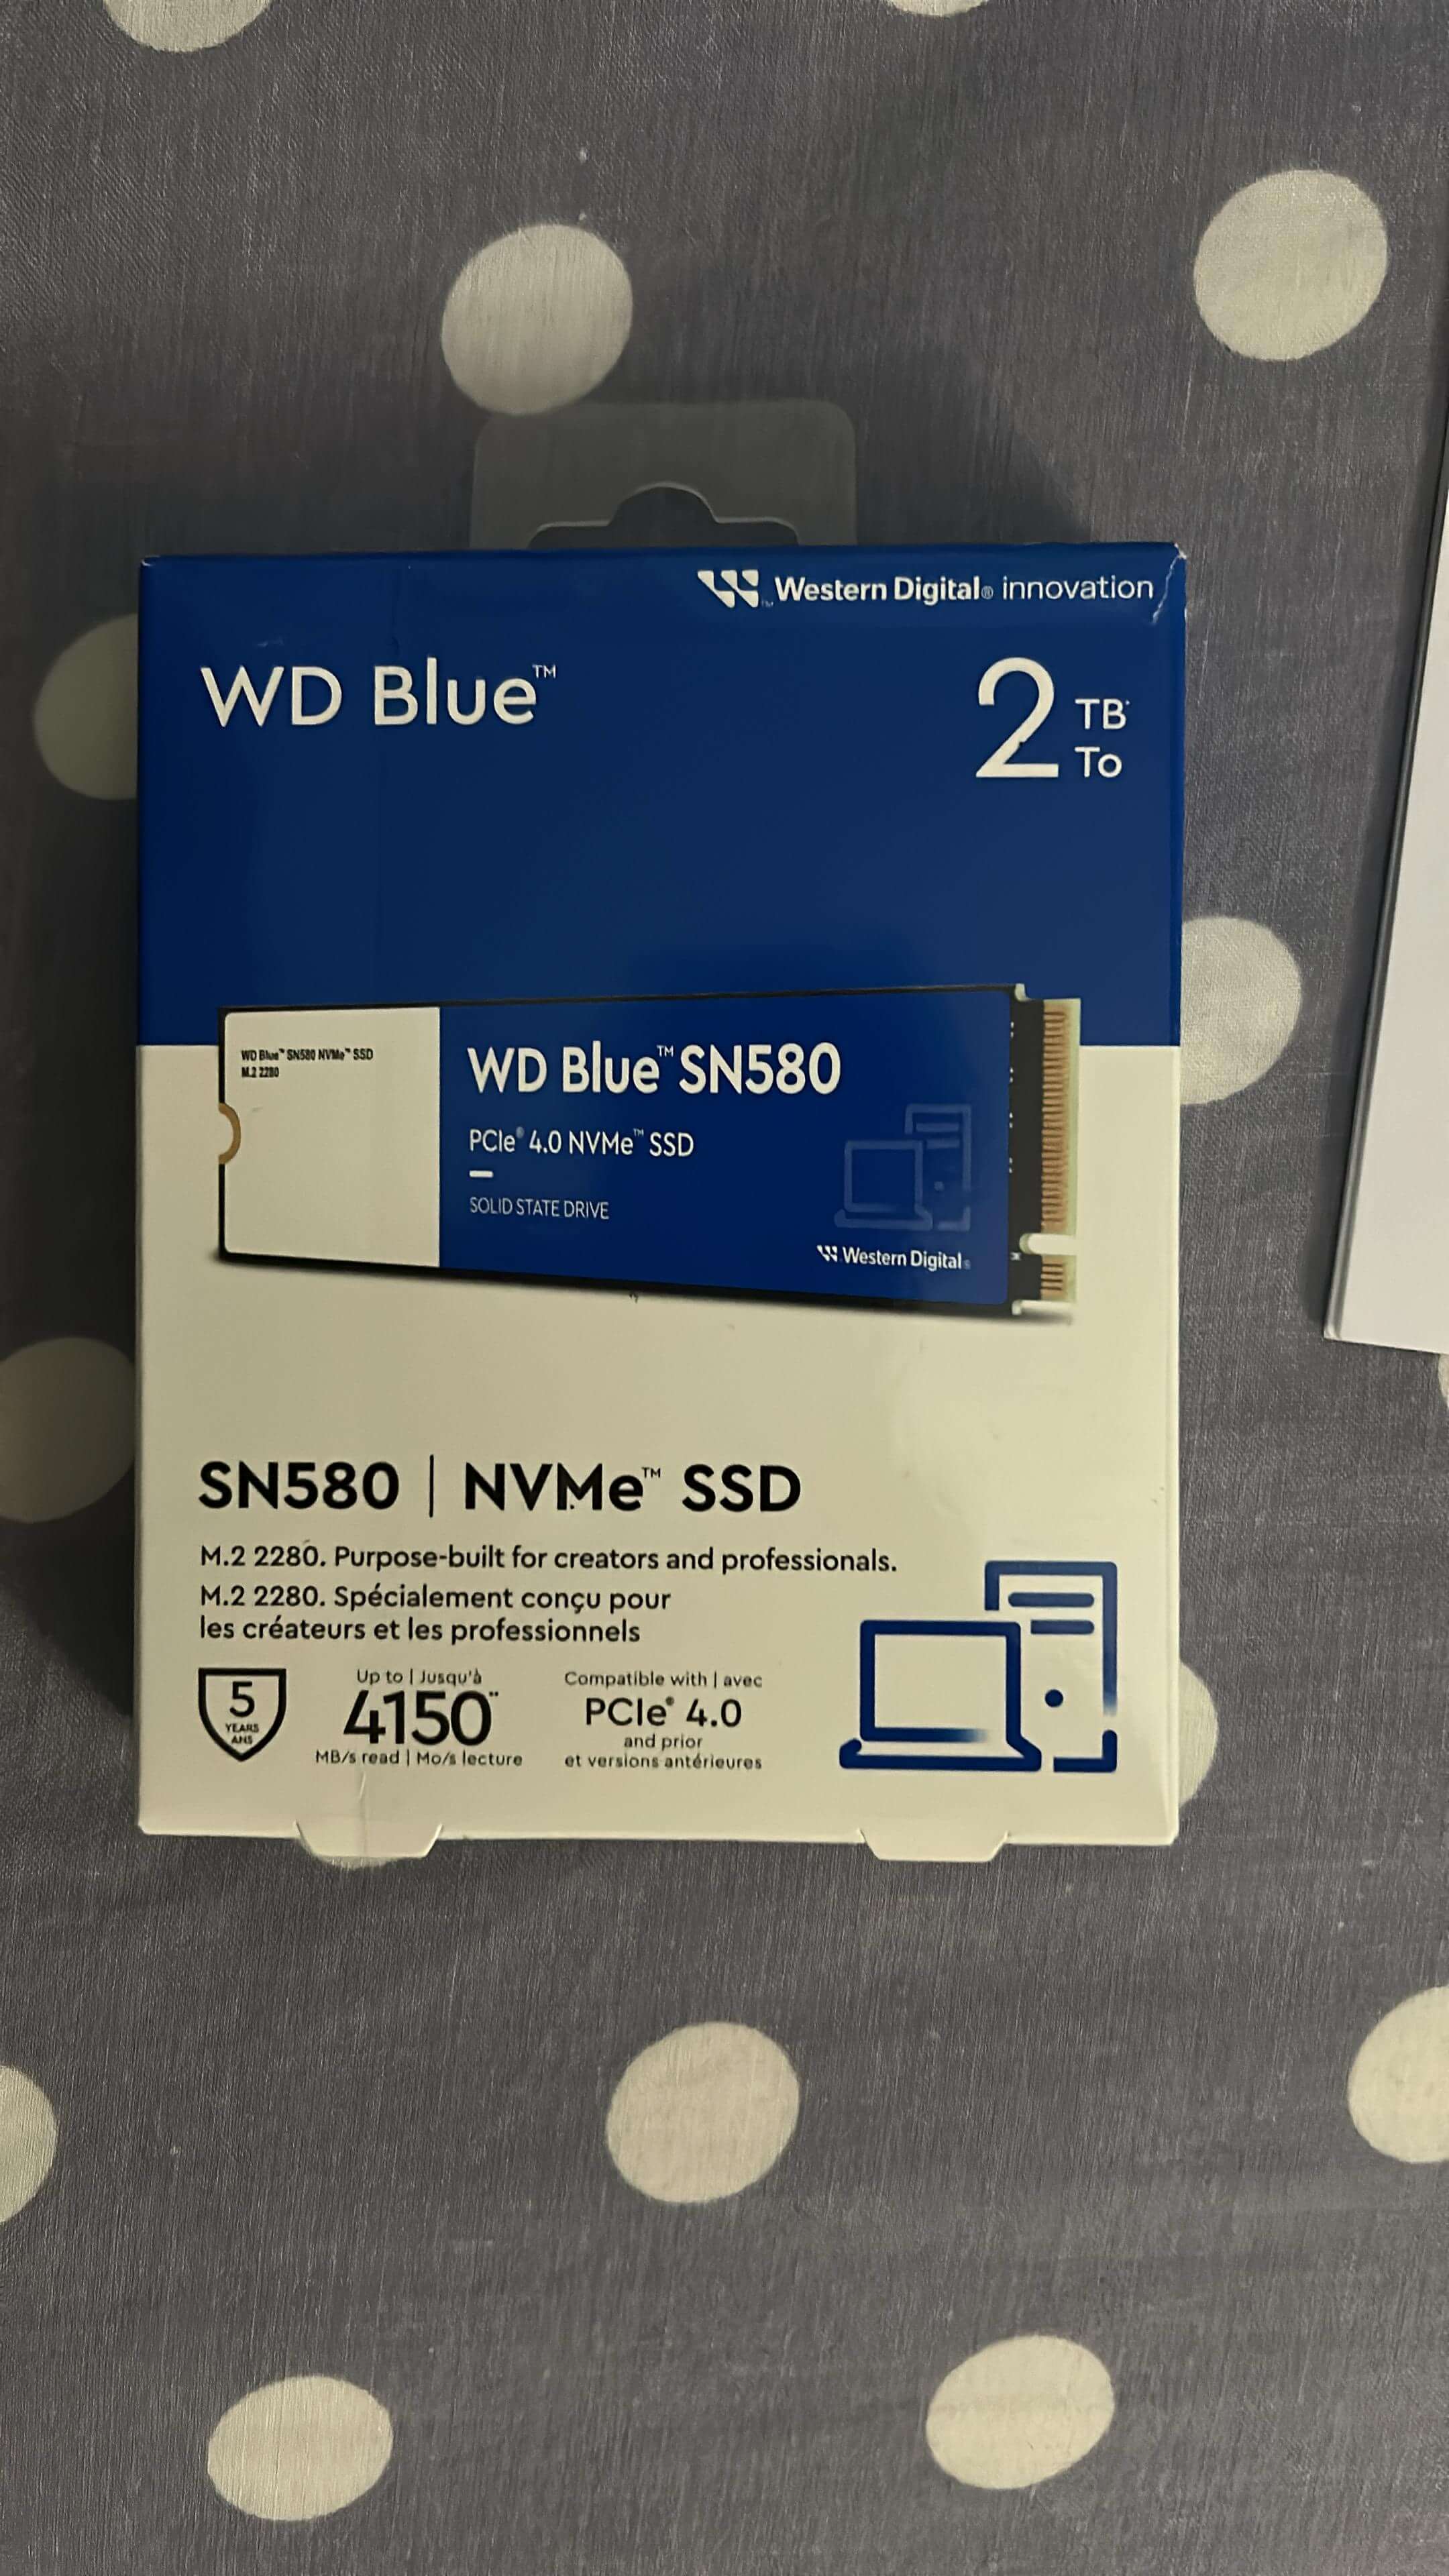 Western Digital® innovation
WD Blue™
2 TB*
To
WD Blue™ SN580 NVMe™ SSD
M.2 2280
WD Blue™ SN580
PCIe® 4.0 NVMe™ SSD
SOLID STATE DRIVE
Western Digital®
SN580 | NVMe™ SSD
M.2 2280. Purpose-built for creators and professionals.
M.2 2280. Spécialement conçu pour
les créateurs et les professionnels
5
YEARS
ANS
Up to | Jusqu'à
4150**
MB/s read | Mo/s lecture
Compatible with | avec
PCIe® 4.0
and prior
et versions antérieures